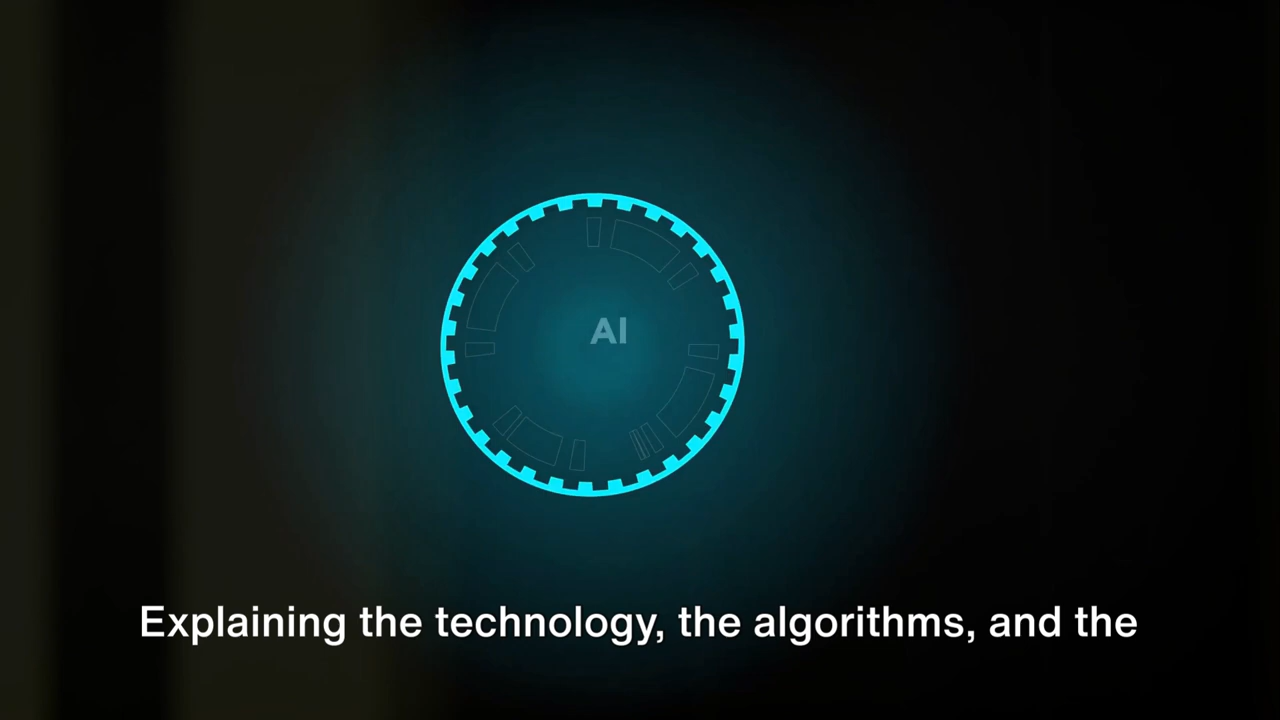 AI
Explaining the technology, the algorithms, and the